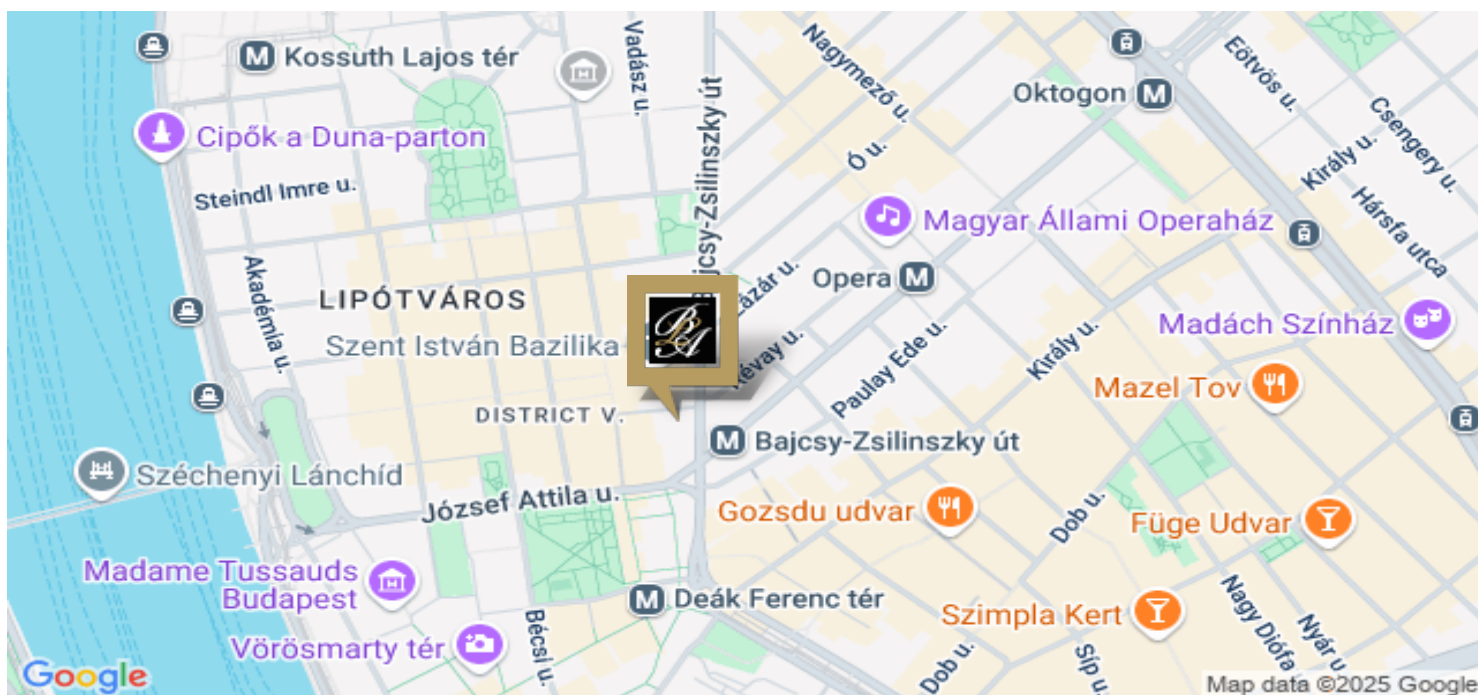 Kossuth Lajos tér
Vadász u.
Bajcsy-Zsilinszky út
Nagymező u.
Oktogon
Eötvös u.
Csengery u.
Cipők a Duna-parton
Ó u.
Király u.
Steindl Imre u.
Hársfa utca
Magyar Állami Operaház
Akadémia u.
Opera
LIPÓTVÁROS
Szent István Bazilika
Révay u.
Paulay Ede u.
Király u.
Madách Színház
Mazel Tov
DISTRICT V.
Bajcsy-Zsilinszky út
Széchenyi Lánchíd
József Attila u.
Gozsdu udvar
Dob u.
Füge Udvar
Madame Tussauds
Budapest
Deák Ferenc tér
Szimpla Kert
Nagy Diófa
Nyár u.
Vörösmarty tér
Bécsi u.
Dob u.
Síp u.
Google
Map data ©2025 Google